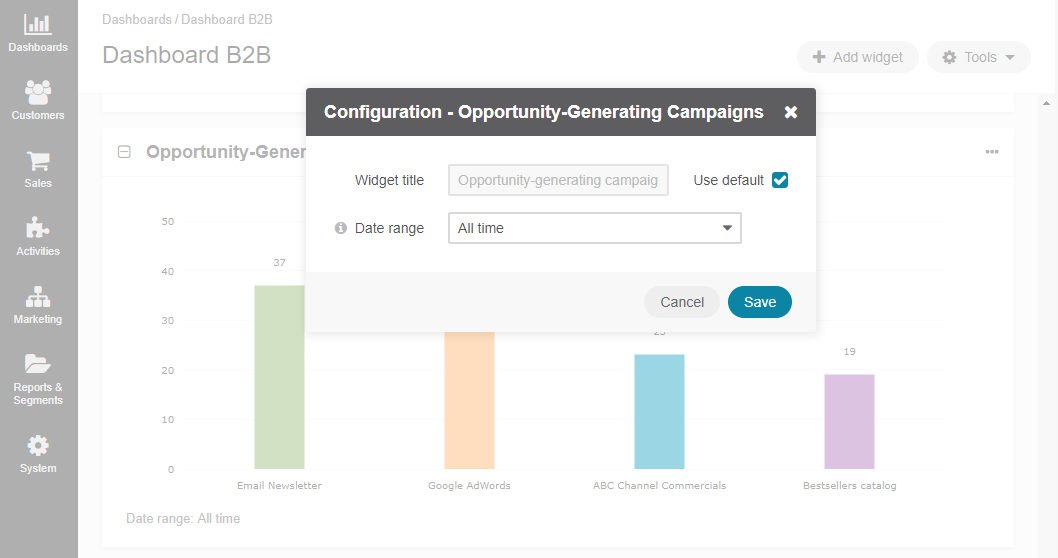 Dashboards
Customers
Sales
Activities
Marketing
Reports &
Segments
System
Dashboards / Dashboard B2B
Dashboard B2B
Add widget
Tools
Configuration - Opportunity-Generating Campaigns
Widget title
Opportunity-generating campaig
Use default
Date range
All time
Cancel
Save
Opportunity-Gener
50
40
30
20
10
0
37
23
19
Email Newsletter
Google AdWords
ABC Channel Commercials
Bestsellers catalog
Date range: All time